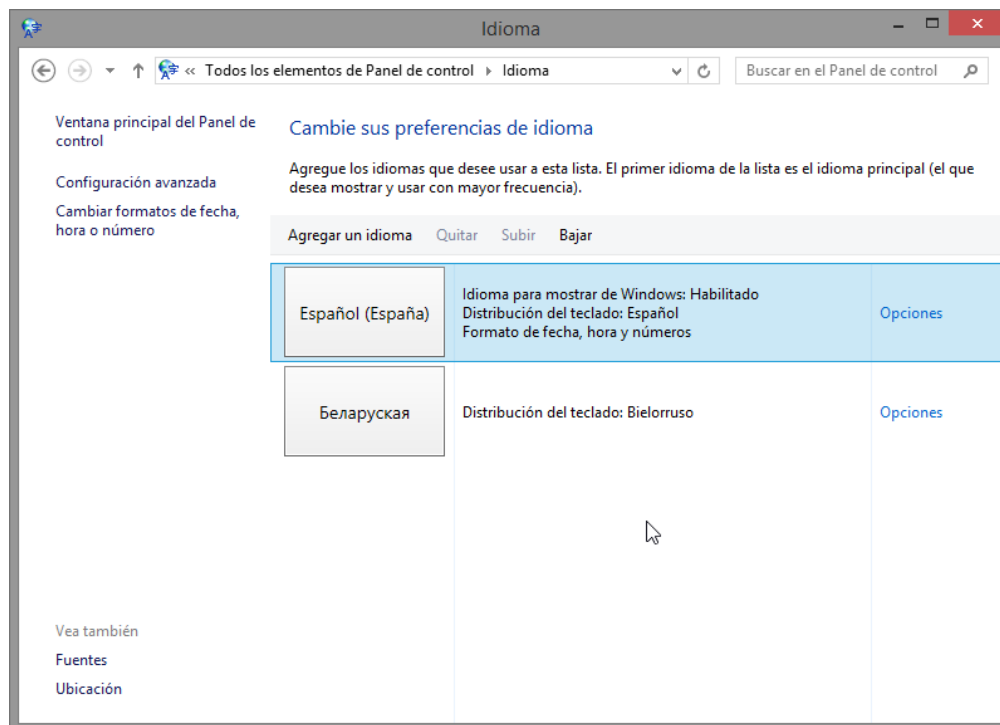 Idioma
« Todos los elementos de Panel de control Idioma
Buscar en el Panel de control
Ventana principal del Panel de
control
Configuración avanzada
Cambiar formatos de fecha,
hora o número
Cambie sus preferencias de idioma
Agregue los idiomas que desee usar a esta lista. El primer idioma de la lista es el idioma principal (el que
desea mostrar y usar con mayor frecuencia).
Agregar un idioma Quitar Subir Bajar
Español (España)
Idioma para mostrar de Windows: Habilitado
Distribución del teclado: Español
Formato de fecha, hora y números
Opciones
Беларуская
Distribución del teclado: Bielorruso
Opciones
Vea también
Fuentes
Ubicación